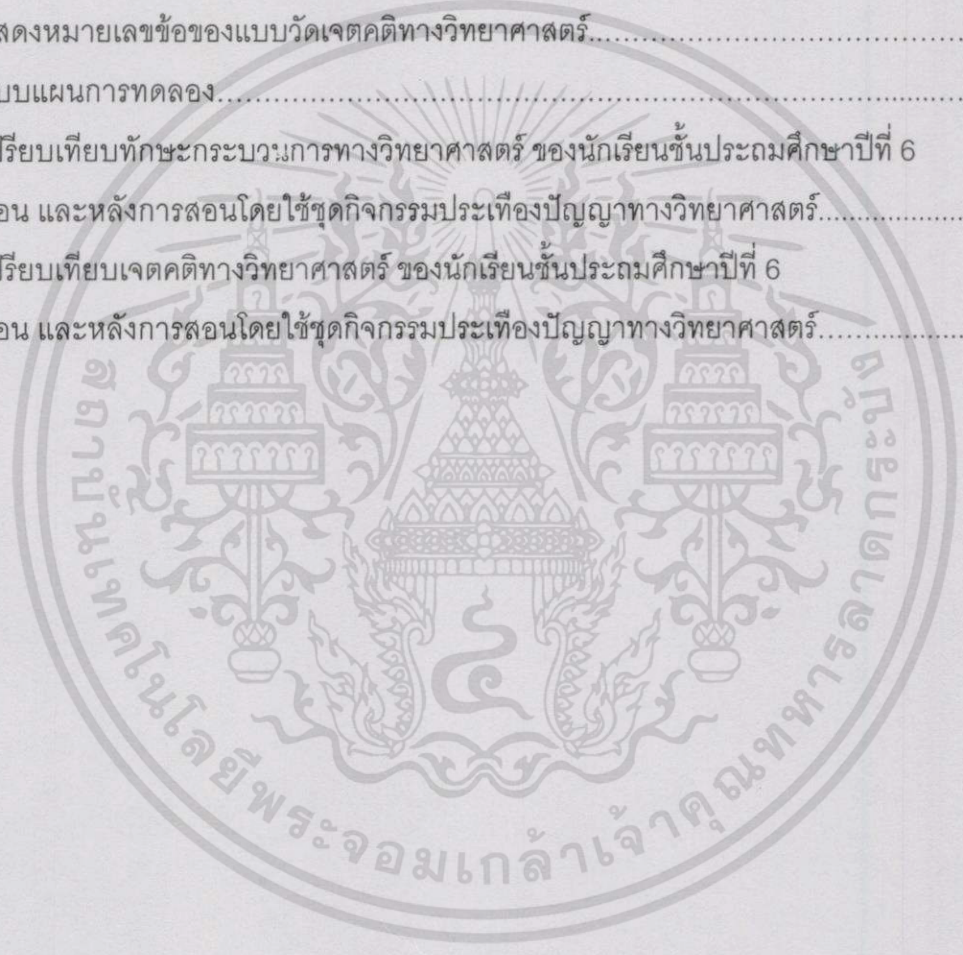 สดงหมายเลขข้อของแบบวัดเจตคติทางวิทยาศาสตร์
บบแผนการทดลอง
ปรียบเทียบทักษะกระบวนการทางวิทยาศาสตร์ ของนักเรียนชั้นประถมศึกษาปีที่ 6
อน และหลังการสอนโดยใช้ชุดกิจกรรมประเทืองปัญญาทางวิทยาศาสตร์
ปรียบเทียบเจตคติทางวิทยาศาสตร์ ของนักเรียนชั้นประถมศึกษาปีที่ 6
อน และหลังการสอนโดยใช้ชุดกิจกรรมประเทืองปัญญาทางวิทยาศาสตร์
สถาบันเทคโนโลยีพระจอมเกล้าเจ้าคุณทหารลาดกระบัง